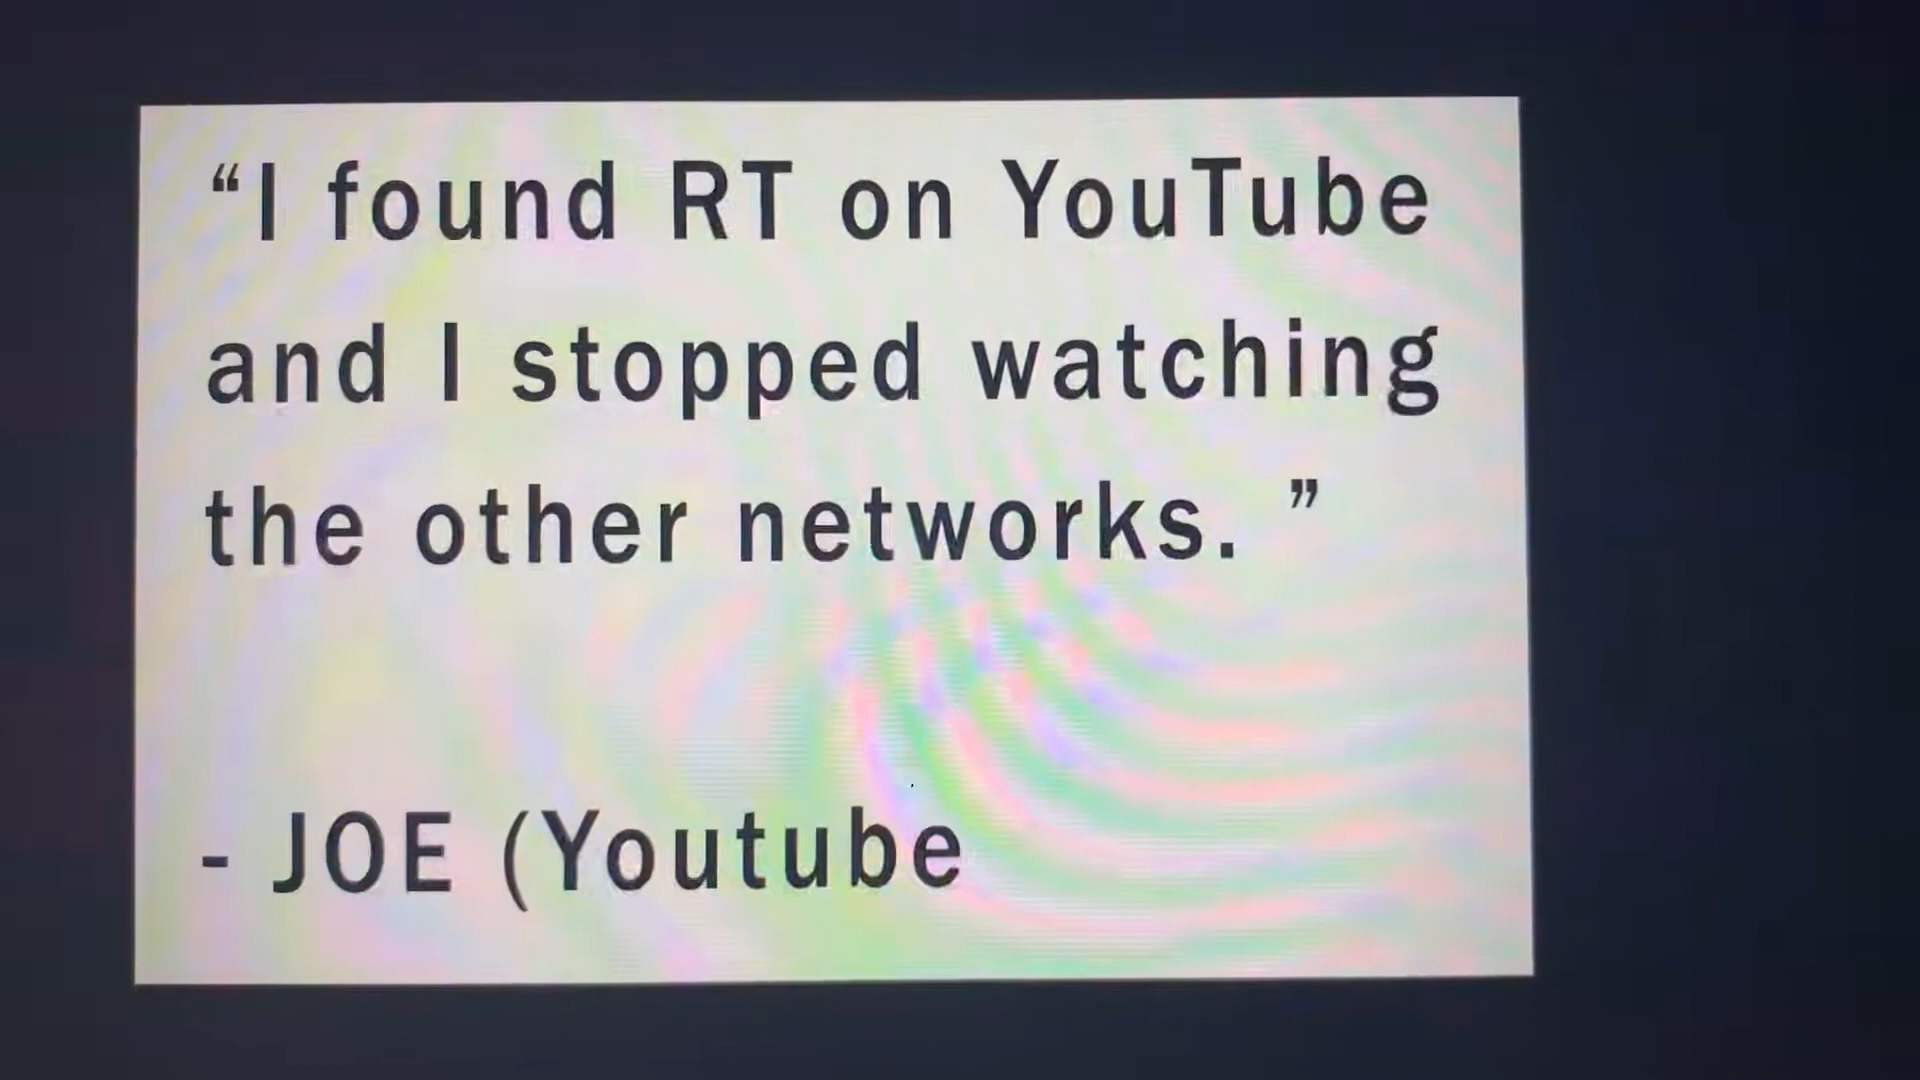 “I found RT on YouTube
and I stopped watching
the other networks. ”
- JOE (Youtube